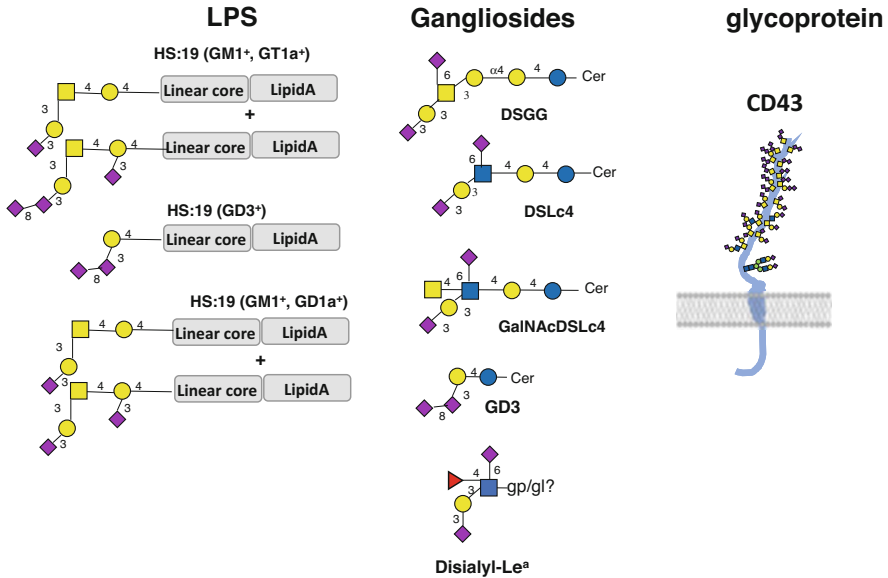 LPS
HS:19 (GM1⁺, GT1a⁺)
4 4
Linear core LipidA
3
+
3
4 4
Linear core LipidA
3
3
8 3
HS:19 (GD3⁺)
4
Linear core LipidA
3
8
HS:19 (GM1⁺, GD1a⁺)
4 4
Linear core LipidA
3
+
3
4 4
Linear core LipidA
3
3
3
Gangliosides
6 α4 4 Cer
3
3
DSGG
6 4 4 Cer
3
3
DSLc4
4 6 4 4 Cer
3
3
GalNAcDSLc4
4 Cer
3
8
GD3
4 6
gp/gl?
3
3
Disialyl-Leᵃ
glycoprotein
CD43